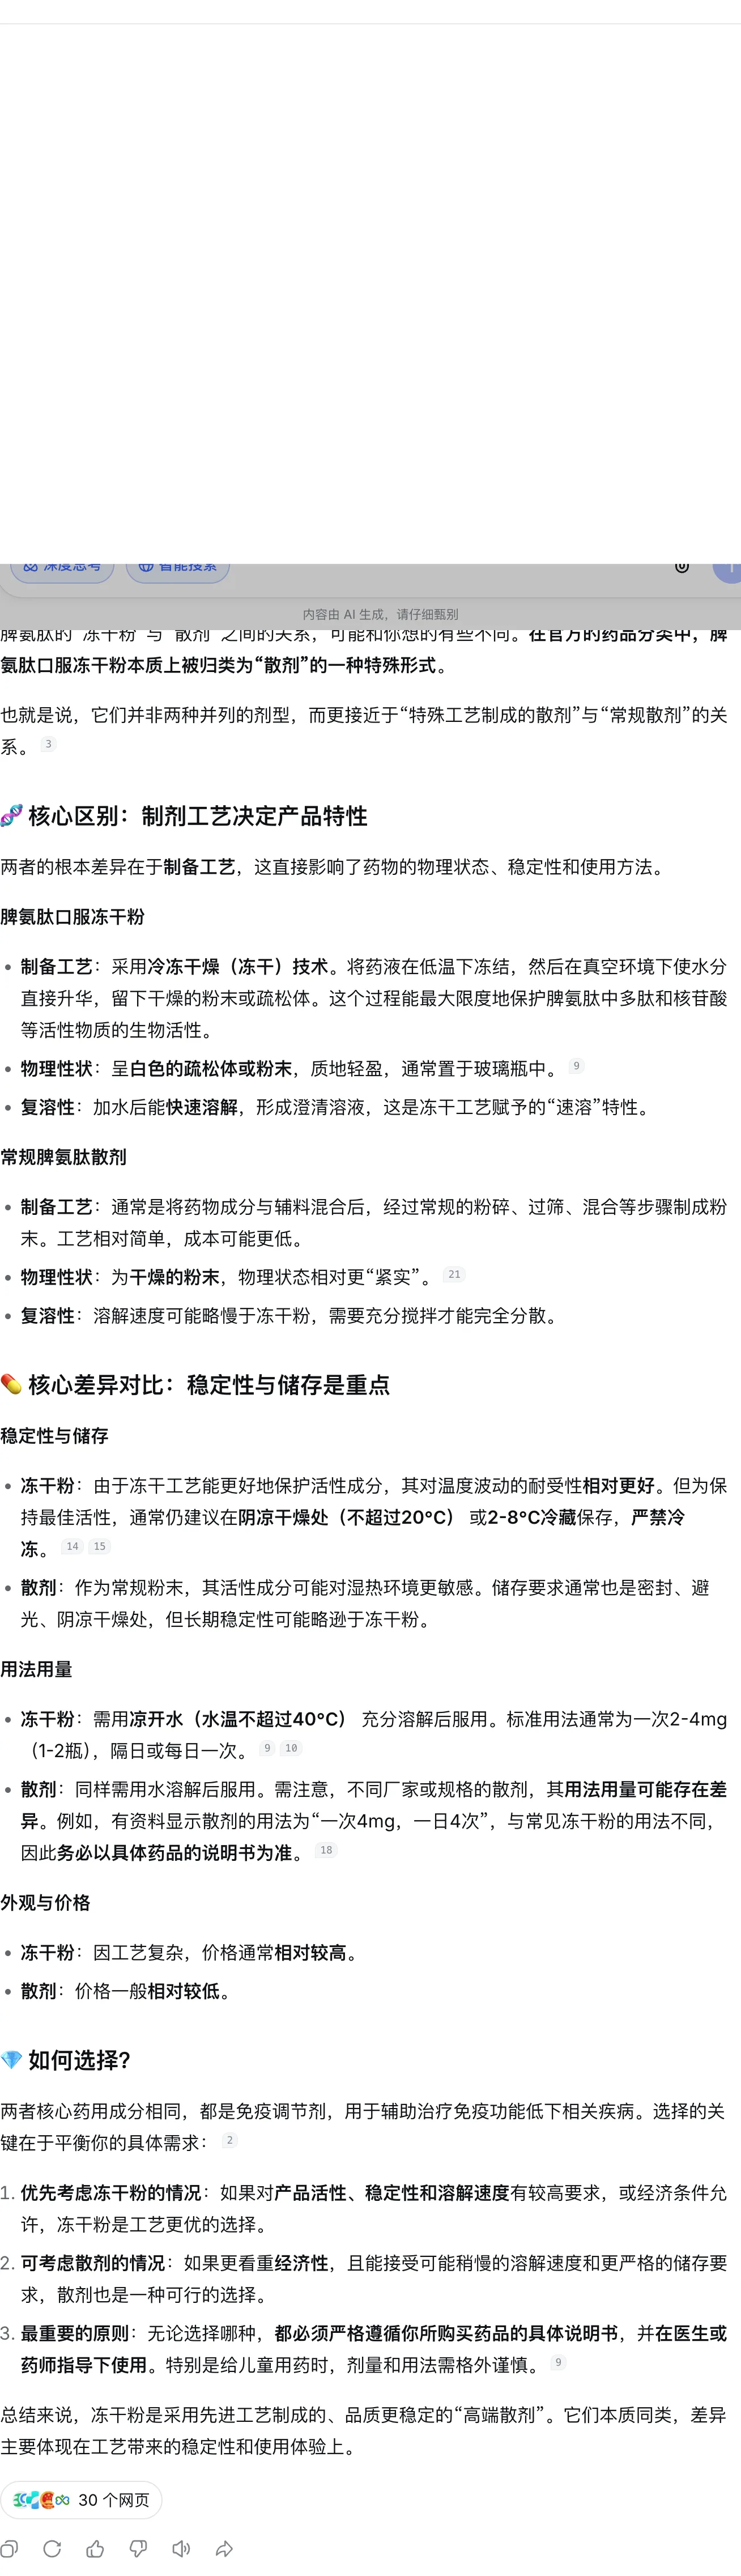 深度思考 智能搜索
内容由 AI 生成，请仔细甄别
脾氨肽的“冻干粉”与“散剂”之间的关系，可能和你想的有些不同。在官方的药品分类中，脾
氨肽口服冻干粉本质上被归类为“散剂”的一种特殊形式。
也就是说，它们并非两种并列的剂型，而更接近于“特殊工艺制成的散剂”与“常规散剂”的关
系。 3
🧬 核心区别：制剂工艺决定产品特性
两者的根本差异在于制备工艺，这直接影响了药物的物理状态、稳定性和使用方法。
脾氨肽口服冻干粉
• 制备工艺：采用冷冻干燥（冻干）技术。将药液在低温下冻结，然后在真空环境下使水分
直接升华，留下干燥的粉末或疏松体。这个过程能最大限度地保护脾氨肽中多肽和核苷酸
等活性物质的生物活性。
• 物理性状：呈白色的疏松体或粉末，质地轻盈，通常置于玻璃瓶中。 9
• 复溶性：加水后能快速溶解，形成澄清溶液，这是冻干工艺赋予的“速溶”特性。
常规脾氨肽散剂
• 制备工艺：通常是将药物成分与辅料混合后，经过常规的粉碎、过筛、混合等步骤制成粉
末。工艺相对简单，成本可能更低。
• 物理性状：为干燥的粉末，物理状态相对更“紧实”。 21
• 复溶性：溶解速度可能略慢于冻干粉，需要充分搅拌才能完全分散。
💊 核心差异对比：稳定性与储存是重点
稳定性与储存
• 冻干粉：由于冻干工艺能更好地保护活性成分，其对温度波动的耐受性相对更好。但为保
持最佳活性，通常仍建议在阴凉干燥处（不超过20°C） 或2-8°C冷藏保存，严禁冷
冻。 14 15
• 散剂：作为常规粉末，其活性成分可能对湿热环境更敏感。储存要求通常也是密封、避
光、阴凉干燥处，但长期稳定性可能略逊于冻干粉。
用法用量
• 冻干粉：需用凉开水（水温不超过40°C） 充分溶解后服用。标准用法通常为一次2-4mg
（1-2瓶），隔日或每日一次。 9 10
• 散剂：同样需用水溶解后服用。需注意，不同厂家或规格的散剂，其用法用量可能存在差
异。例如，有资料显示散剂的用法为“一次4mg，一日4次”，与常见冻干粉的用法不同，
因此务必以具体药品的说明书为准。 18
外观与价格
• 冻干粉：因工艺复杂，价格通常相对较高。
• 散剂：价格一般相对较低。
💎 如何选择？
两者核心药用成分相同，都是免疫调节剂，用于辅助治疗免疫功能低下相关疾病。选择的关
键在于平衡你的具体需求： 2
1. 优先考虑冻干粉的情况：如果对产品活性、稳定性和溶解速度有较高要求，或经济条件允
许，冻干粉是工艺更优的选择。
2. 可考虑散剂的情况：如果更看重经济性，且能接受可能稍慢的溶解速度和更严格的储存要
求，散剂也是一种可行的选择。
3. 最重要的原则：无论选择哪种，都必须严格遵循你所购买药品的具体说明书，并在医生或
药师指导下使用。特别是给儿童用药时，剂量和用法需格外谨慎。 9
总结来说，冻干粉是采用先进工艺制成的、品质更稳定的“高端散剂”。它们本质同类，差异
主要体现在工艺带来的稳定性和使用体验上。
30 个网页